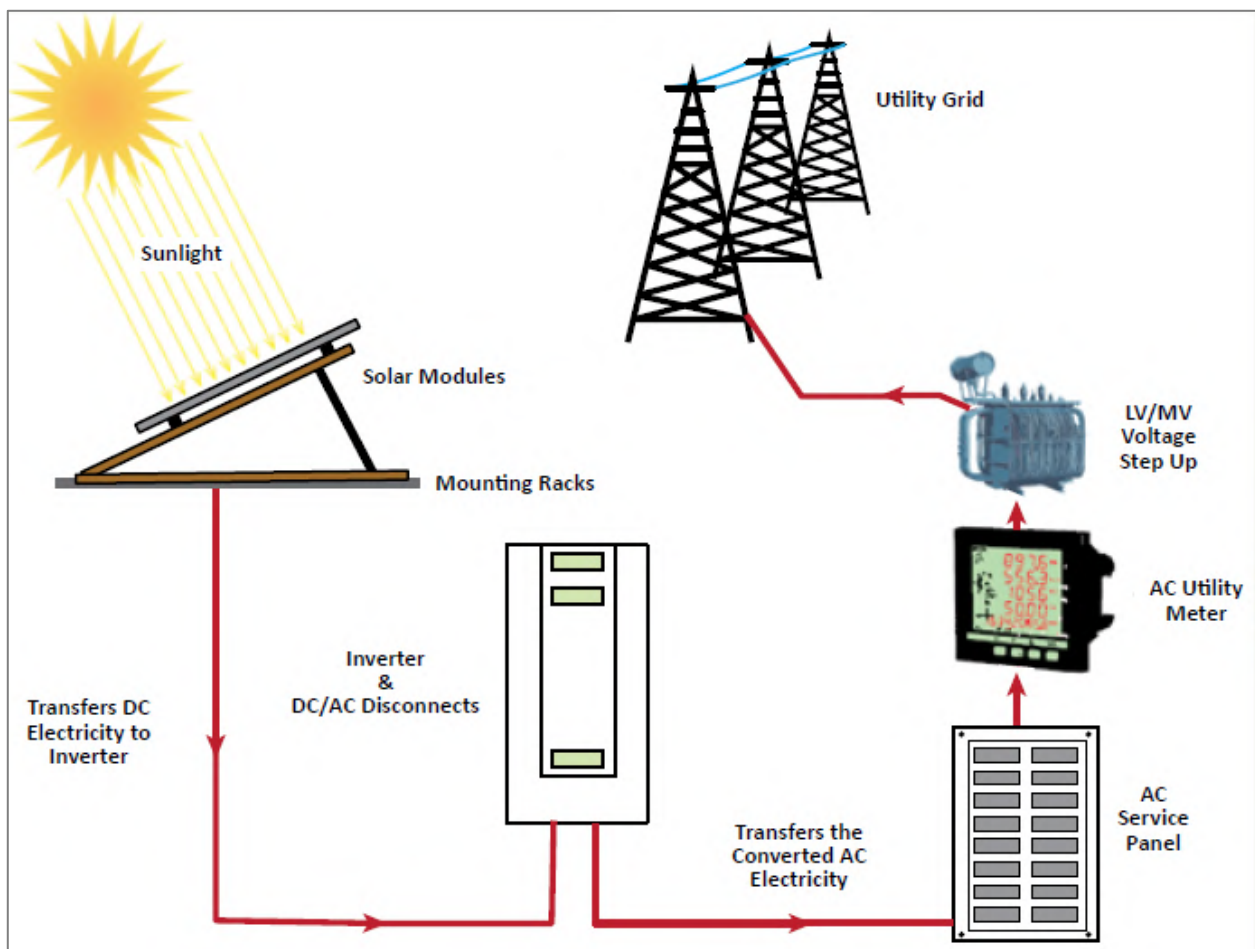 Utility Grid
Sunlight
Solar Modules
Mounting Racks
LV/MV
Voltage
Step Up
AC Utility
Meter
Inverter
&
DC/AC Disconnects
Transfers DC
Electricity to
Inverter
AC
Service
Panel
Transfers the
Converted AC
Electricity